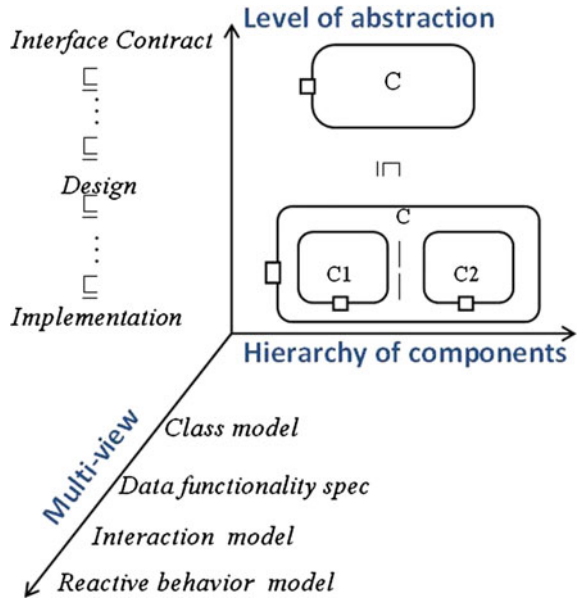 Level of abstraction
Interface Contract
⊑
⋮
⊑
Design
⊑
⋮
⊑
Implementation
C
C
C1
C2
Hierarchy of components
Multi-view
Class model
Data functionality spec
Interaction model
Reactive behavior model